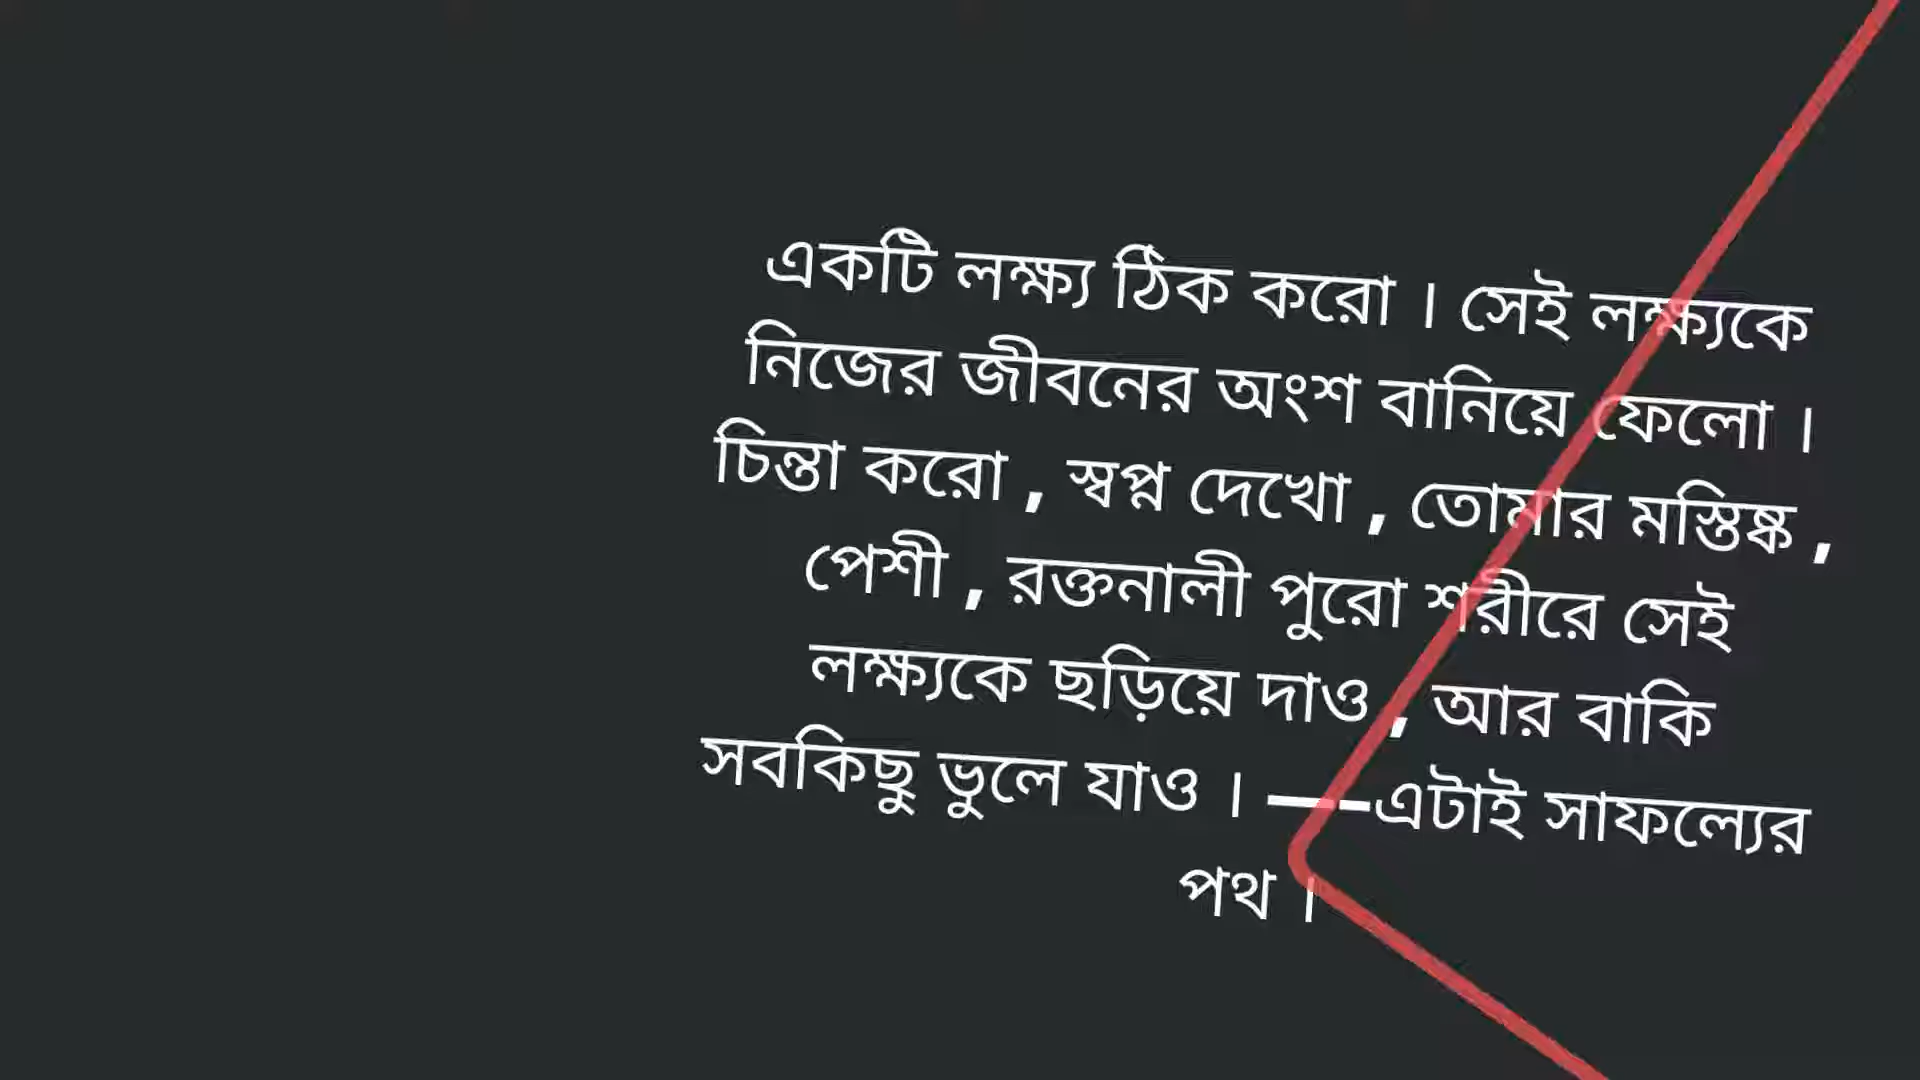 একটি লক্ষ্য ঠিক করো । সেই লক্ষ্যকে
নিজের জীবনের অংশ বানিয়ে ফেলো ।
চিন্তা করো , স্বপ্ন দেখো , তোমার মস্তিষ্ক ,
পেশী , রক্তনালী পুরো শরীরে সেই
লক্ষ্যকে ছড়িয়ে দাও , আর বাকি
সবকিছু ভুলে যাও । ––এটাই সাফল্যের
পথ ।